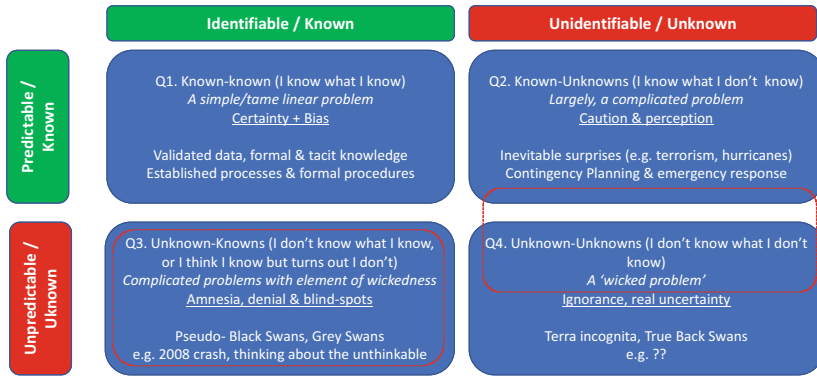 Identifiable / Known
Unidentifiable / Unknown
Predictable /
Known
Q1. Known-known (I know what I know)
A simple/tame linear problem
Certainty + Bias
Validated data, formal & tacit knowledge
Established processes & formal procedures
Q2. Known-Unknowns (I know what I don't know)
Largely, a complicated problem
Caution & perception
Inevitable surprises (e.g. terrorism, hurricanes)
Contingency Planning & emergency response
Unpredictable /
Uknown
Q3. Unknown-Knowns (I don't know what I know,
or I think I know but turns out I don't)
Complicated problems with element of wickedness
Amnesia, denial & blind-spots
Pseudo- Black Swans, Grey Swans
e.g. 2008 crash, thinking about the unthinkable
Q4. Unknown-Unknowns (I don't know what I don't
know)
A 'wicked problem'
Ignorance, real uncertainty
Terra incognita, True Back Swans
e.g. ??